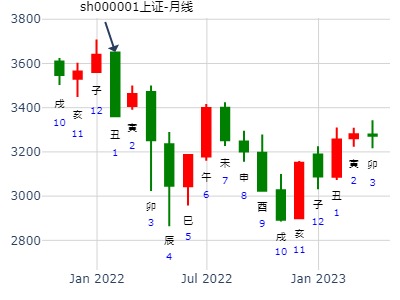 sh000001上证-月线
3800
3600
3400
3200
3000
2800
戌
10
亥
11
子
12
丑
1
寅
2
卯
3
辰
4
巳
5
午
6
未
7
申
8
酉
9
戌
10
亥
11
子
12
丑
1
寅
2
卯
3
Jan 2022
Jul 2022
Jan 2023